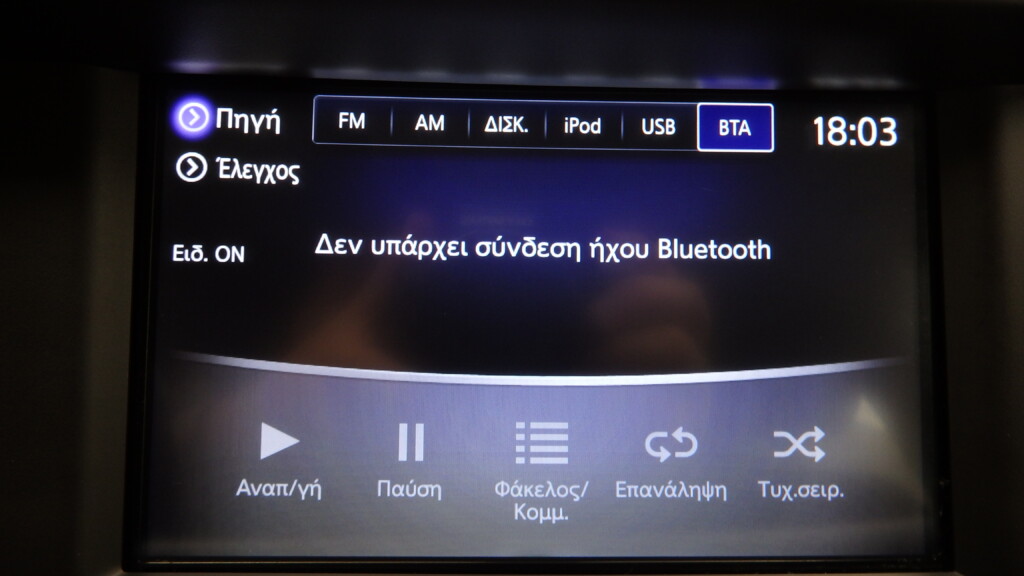 Πηγή FM AM ΔΙΣΚ. iPod USB BTA 18:03
Έλεγχος
Ειδ. ON Δεν υπάρχει σύνδεση ήχου Bluetooth
Αναπ/γή Παύση Φάκελος/ Επανάληψη Τυχ.σειρ.
Κομμ.